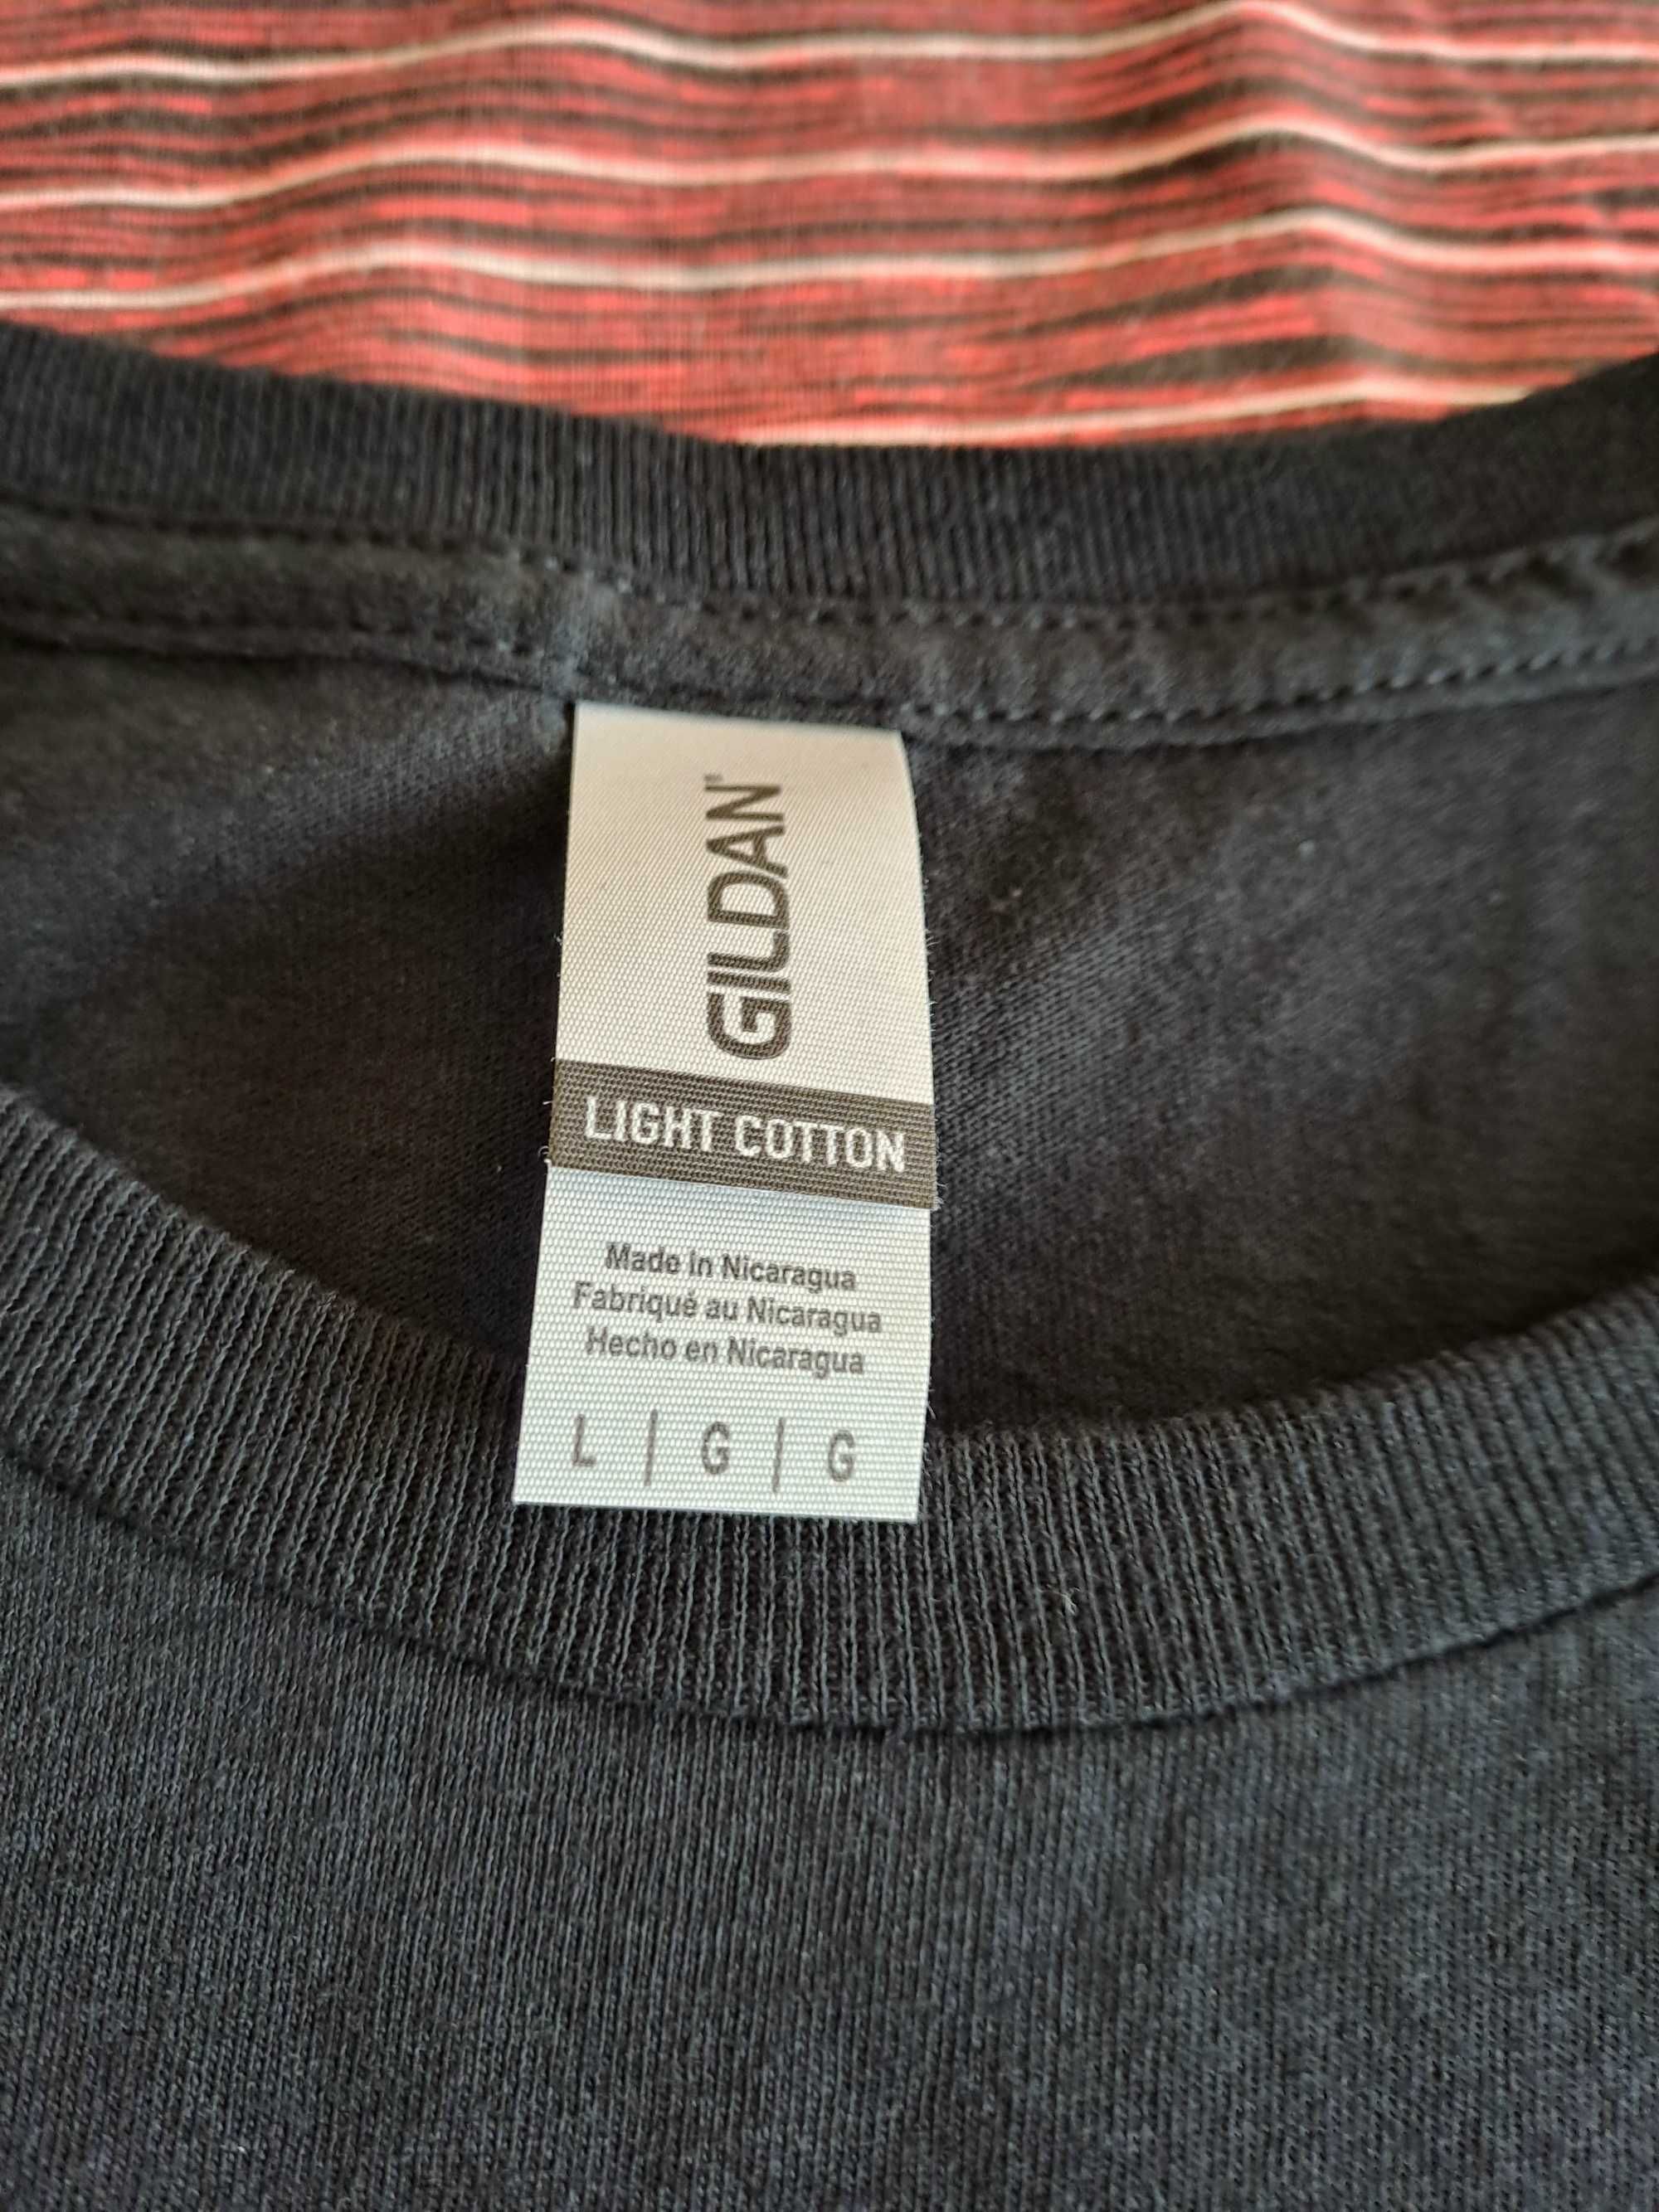 GILDAN
LIGHT COTTON
Made in Nicaragua
Fabriqué au Nicaragua
Hecho en Nicaragua
L | G | G